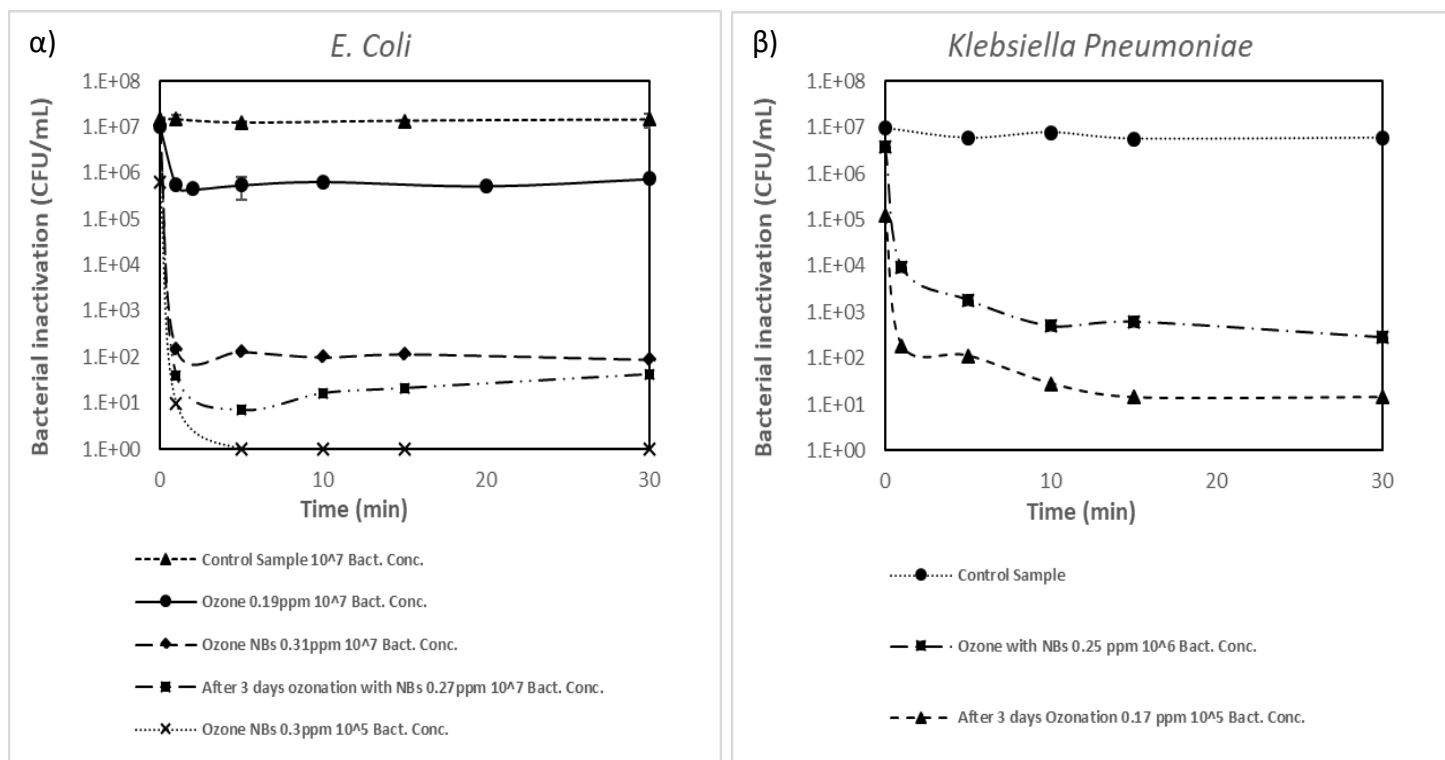 α)
E. Coli
Bacterial inactivation (CFU/mL)
1.E+08
1.E+07
1.E+06
1.E+05
1.E+04
1.E+03
1.E+02
1.E+01
1.E+00
0 10 20 30
Time (min)
Control Sample 10^7 Bact. Conc.
Ozone 0.19ppm 10^7 Bact. Conc.
Ozone NBs 0.31ppm 10^7 Bact. Conc.
After 3 days ozonation with NBs 0.27ppm 10^7 Bact. Conc.
Ozone NBs 0.3ppm 10^5 Bact. Conc.
β)
Klebsiella Pneumoniae
Bacterial inactivation (CFU/mL)
1.E+08
1.E+07
1.E+06
1.E+05
1.E+04
1.E+03
1.E+02
1.E+01
1.E+00
0 10 20 30
Time (min)
Control Sample
Ozone with NBs 0.25 ppm 10^6 Bact. Conc.
After 3 days Ozonation 0.17 ppm 10^5 Bact. Conc.